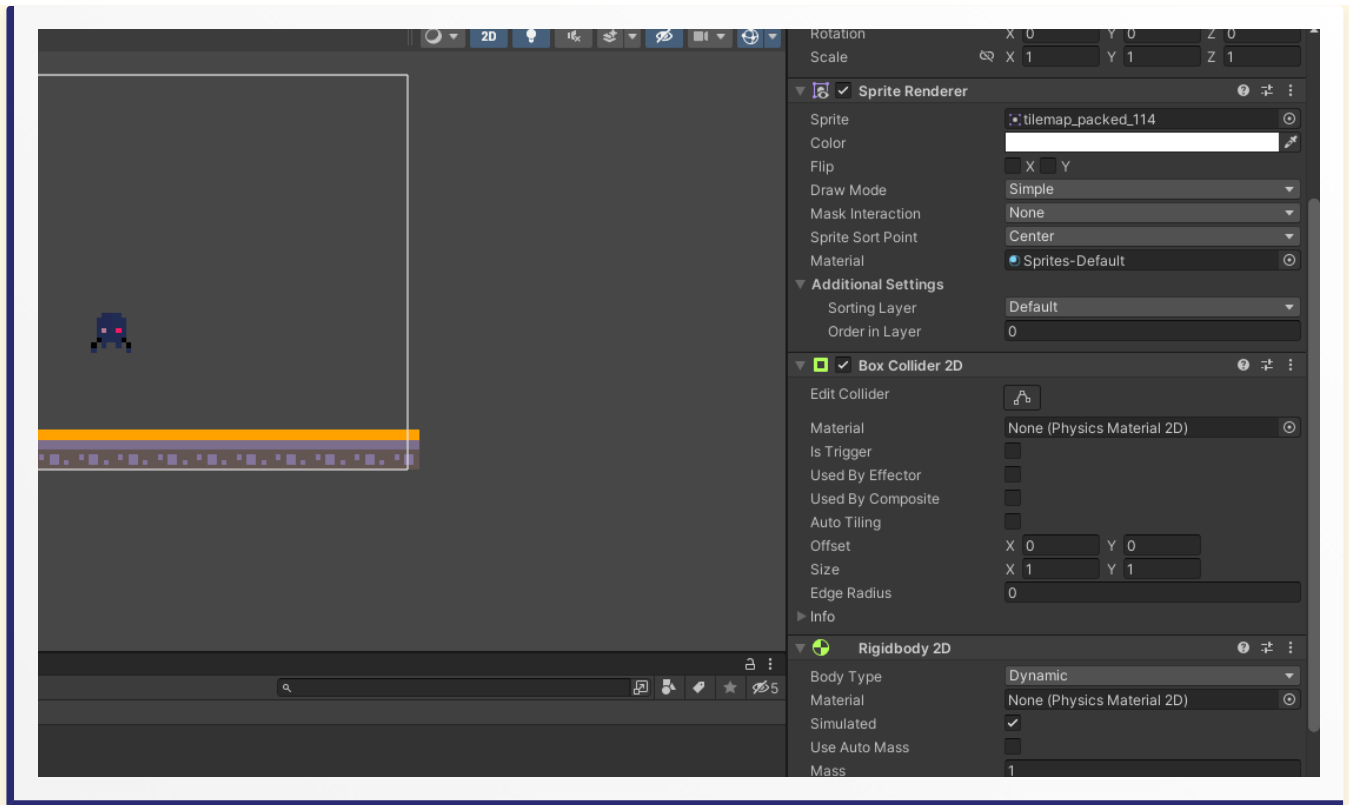 2D
Rotation X 0 Y 0 Z 0
Scale X 1 Y 1 Z 1
Sprite Renderer
Sprite tilemap_packed_114
Color
Flip X Y
Draw Mode Simple
Mask Interaction None
Sprite Sort Point Center
Material Sprites-Default
Additional Settings
Sorting Layer Default
Order in Layer 0
Box Collider 2D
Edit Collider
Material None (Physics Material 2D)
Is Trigger
Used By Effector
Used By Composite
Auto Tiling
Offset X 0 Y 0
Size X 1 Y 1
Edge Radius 0
Info
Rigidbody 2D
5
Body Type Dynamic
Material None (Physics Material 2D)
Simulated
Use Auto Mass
Mass 1